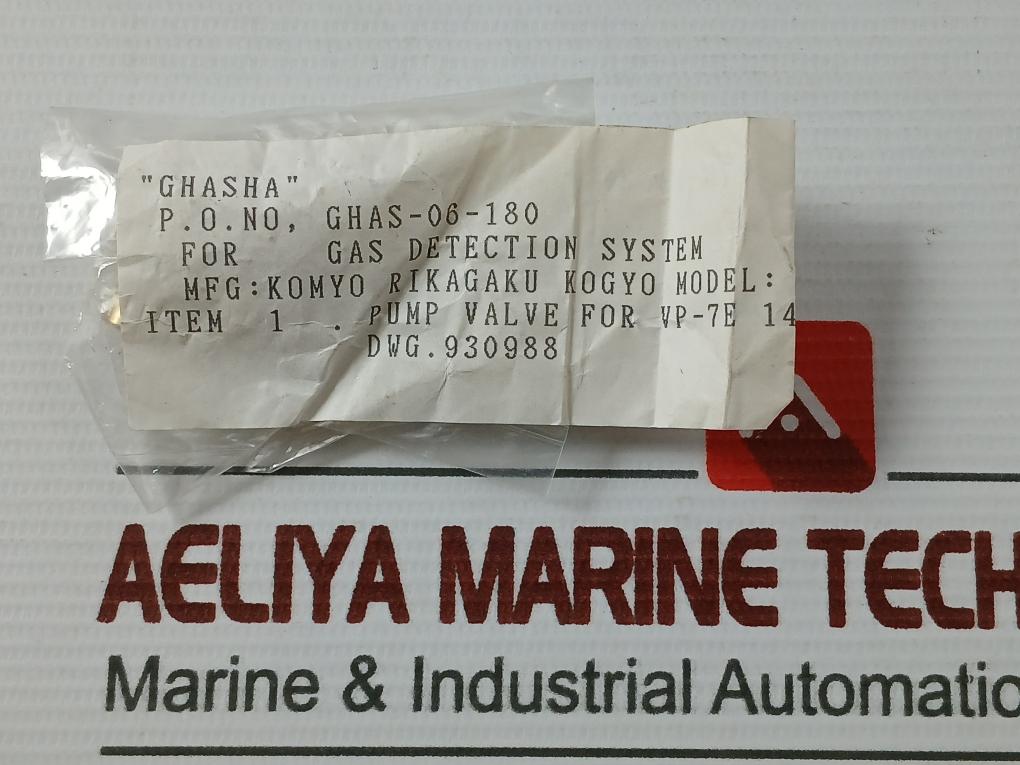 "GHASHA"
P.O.NO, GHAS-06-180
FOR GAS DETECTION SYSTEM
MFG:KOMYO RIKAGAKU KOGYO MODEL:
ITEM 1 . PUMP VALVE FOR VP-7E 14
DWG.930988
AELIYA MARINE TECH
Marine & Industrial Automatio